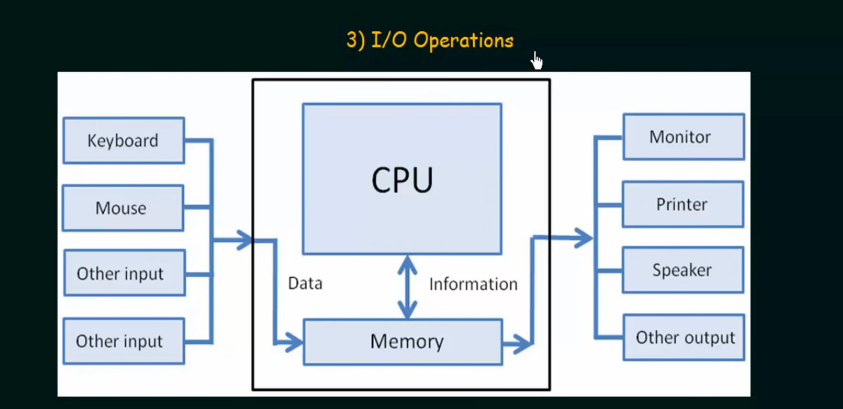 3) I/O Operations
Keyboard
Mouse
Other input
Other input
CPU
Data
Information
Memory
Monitor
Printer
Speaker
Other output